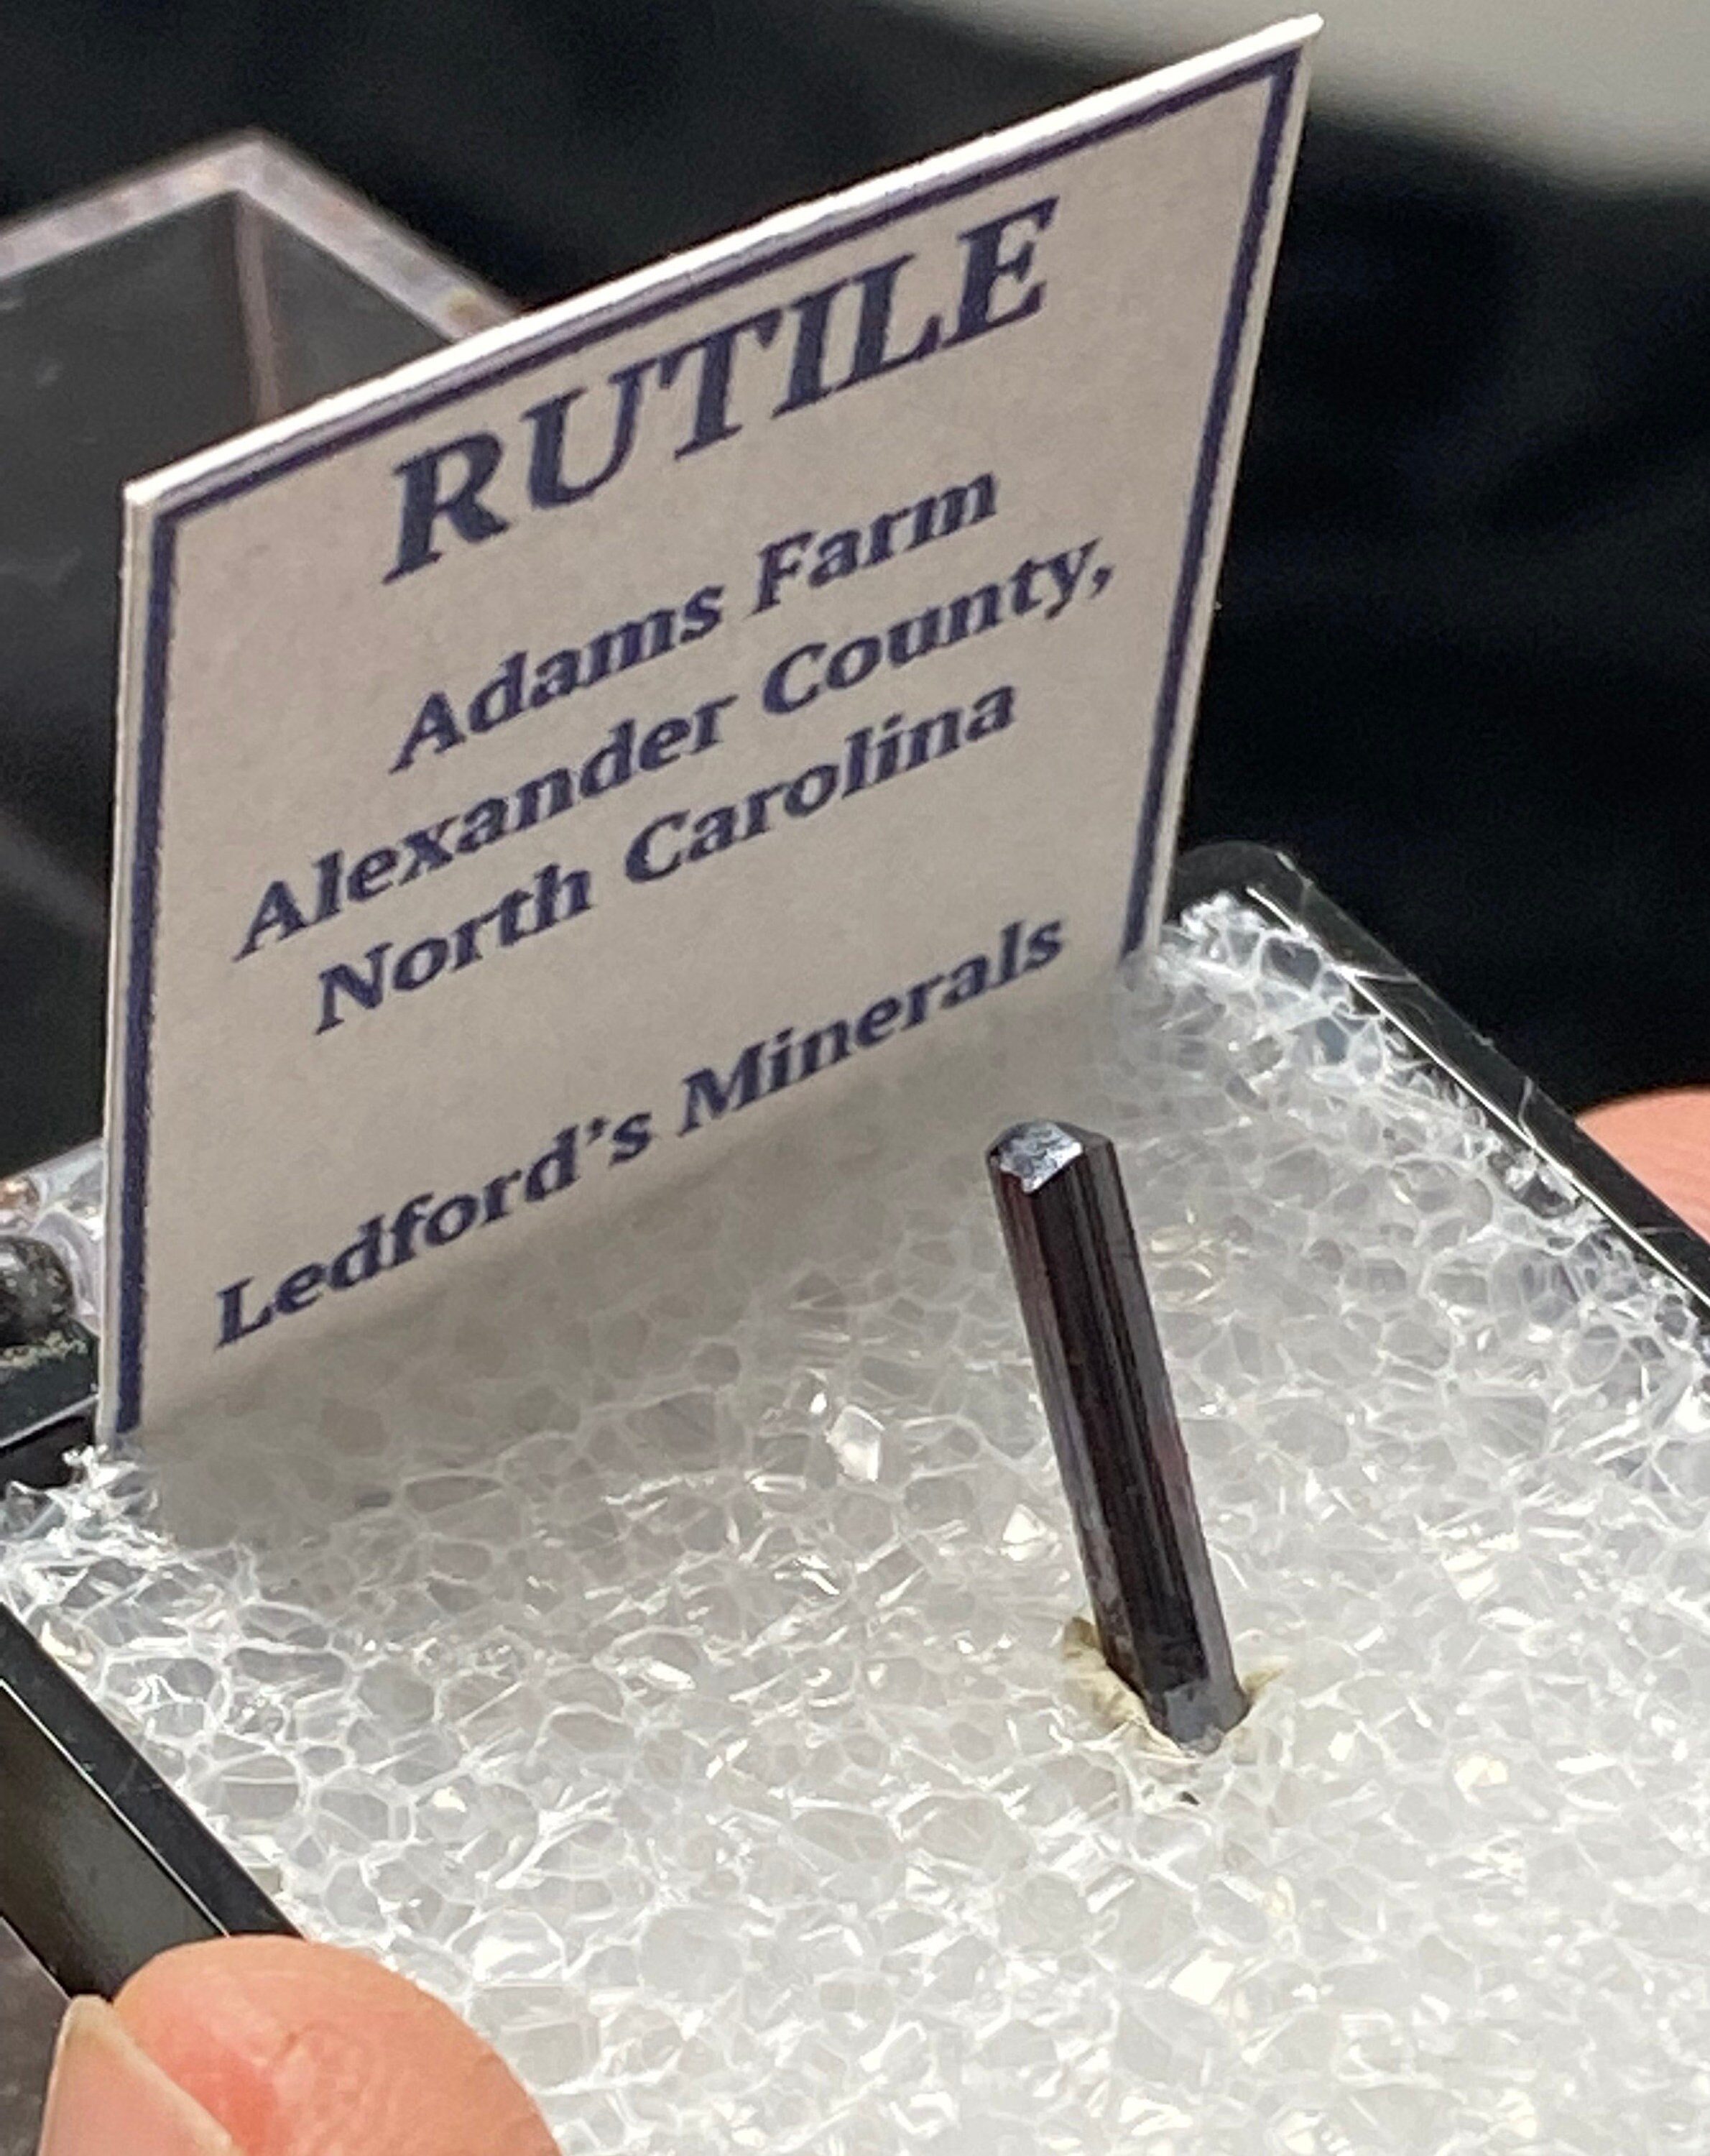 RUTILE
Adams Farm
Alexander County,
North Carolina
Ledford's Minerals